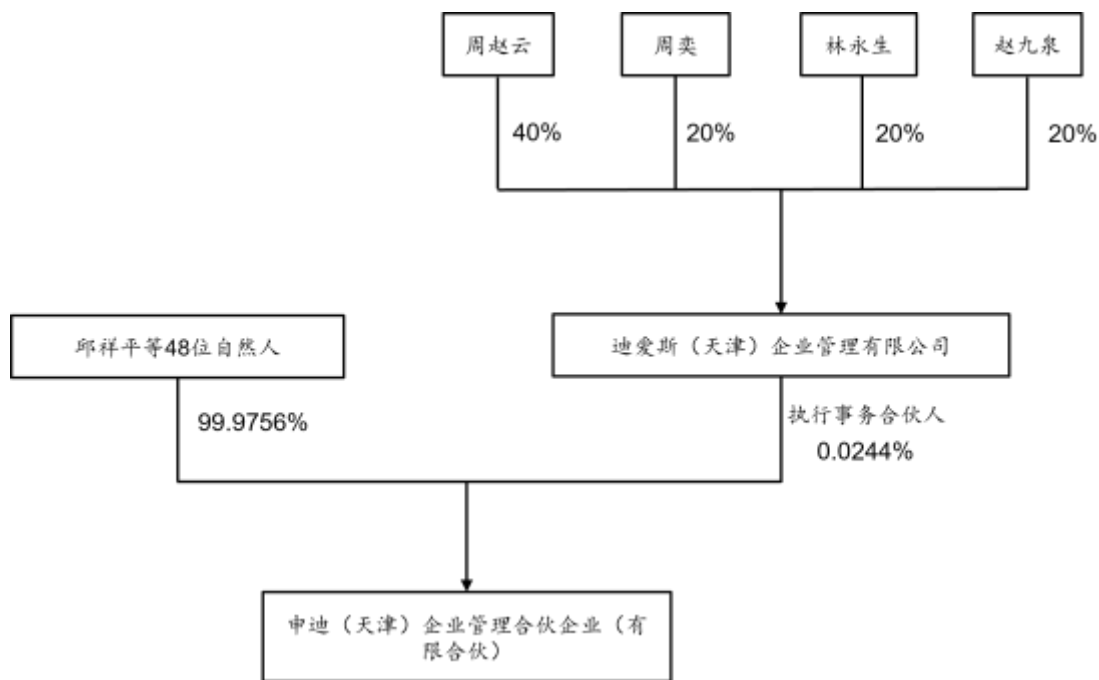 周赵云
周奕
林永生
赵九泉
40%
20%
20%
20%
邱祥平等48位自然人
迪爱斯（天津）企业管理有限公司
99.9756%
执行事务合伙人
0.0244%
申迪（天津）企业管理合伙企业（有
限合伙）